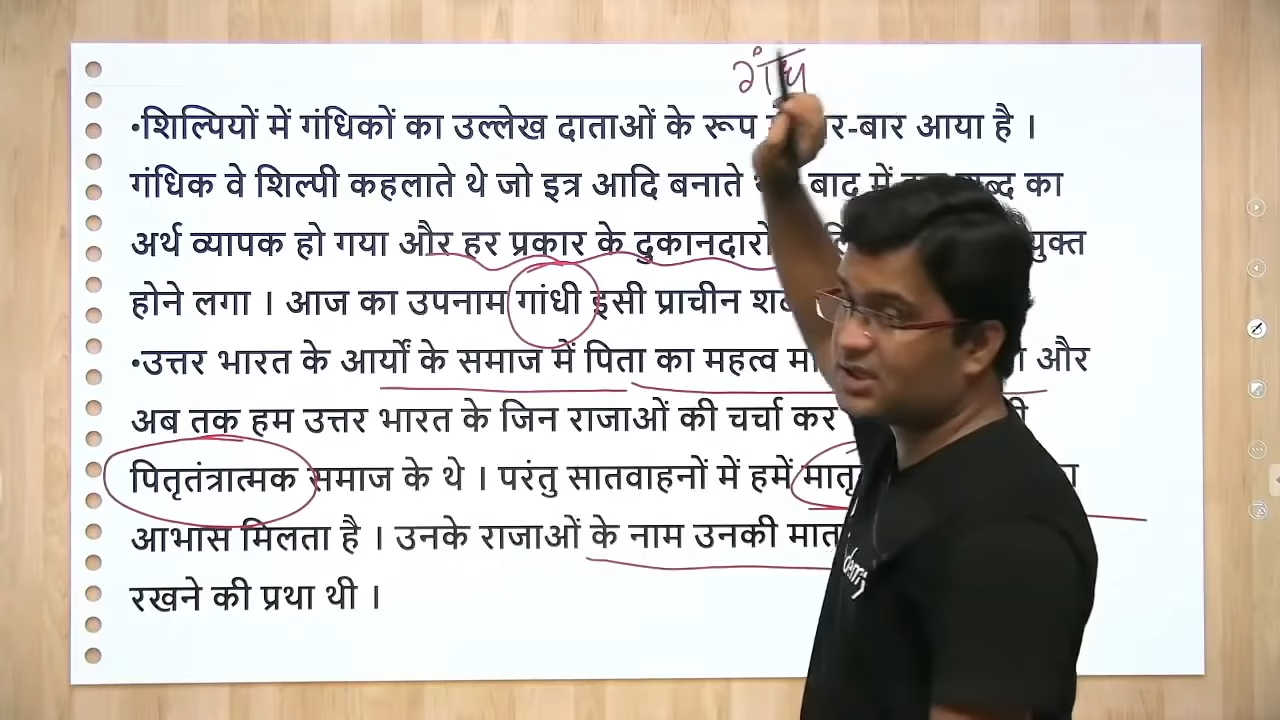 गंध
•शिल्पियों में गंधिकों का उल्लेख दाताओं के रूप बार-बार आया है ।
गंधिक वे शिल्पी कहलाते थे जो इत्र आदि बनाते बाद में शब्द का
अर्थ व्यापक हो गया और हर प्रकार के दुकानदारों
होने लगा । आज का उपनाम गांधी इसी प्राचीन
•उत्तर भारत के आर्यों के समाज में पिता का महत्व और
अब तक हम उत्तर भारत के जिन राजाओं की चर्चा कर
पितृतंत्रात्मक समाज के थे । परंतु सातवाहनों में हमें
आभास मिलता है । उनके राजाओं के नाम उनकी
रखने की प्रथा थी ।